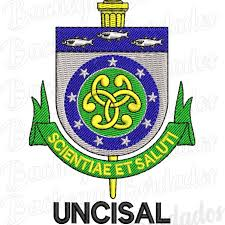 SCIENTIAE ET SALUTI
UNCISAL